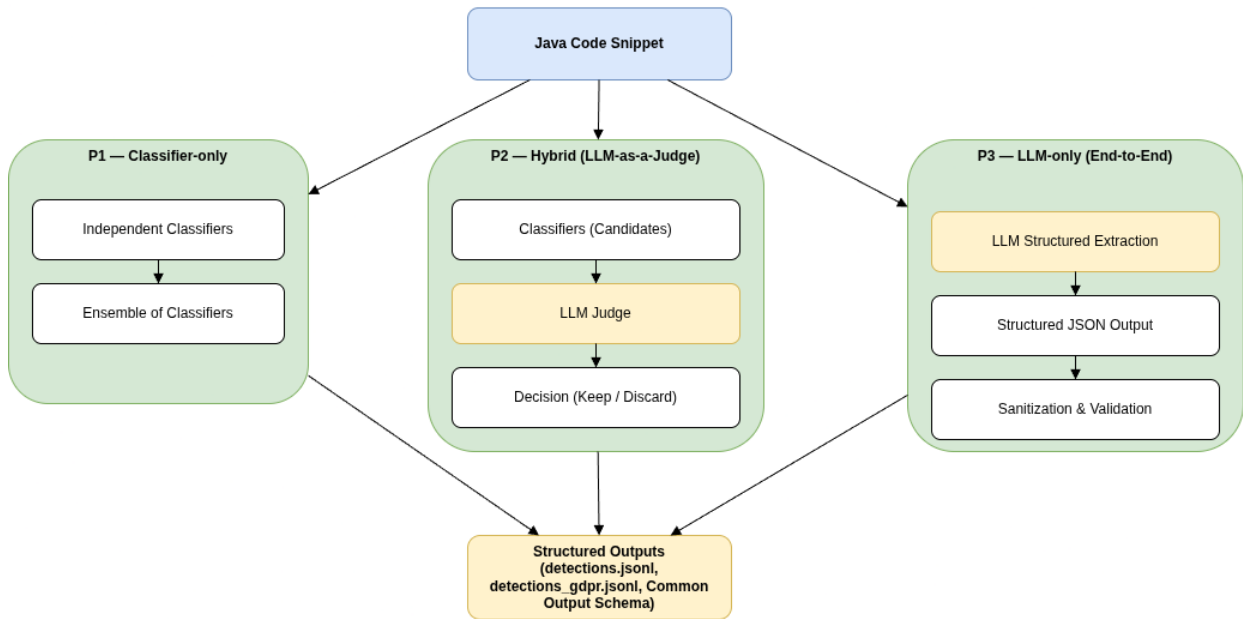 Java Code Snippet
P1 — Classifier-only
Independent Classifiers
Ensemble of Classifiers
P2 — Hybrid (LLM-as-a-Judge)
Classifiers (Candidates)
LLM Judge
Decision (Keep / Discard)
P3 — LLM-only (End-to-End)
LLM Structured Extraction
Structured JSON Output
Sanitization & Validation
Structured Outputs
(detections.jsonl,
detections_gdpr.jsonl, Common
Output Schema)